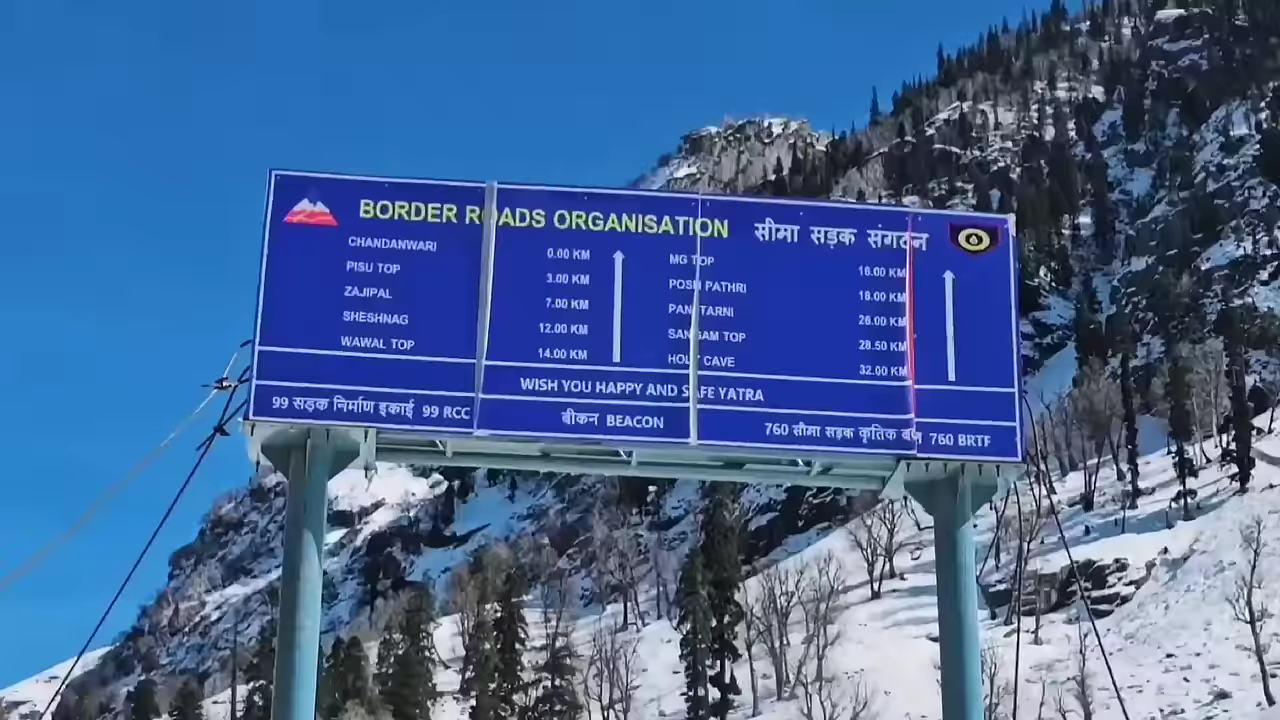 BORDER ROADS ORGANISATION सीमा सड़क संगठन
CHANDANWARI 0.00 KM
PISU TOP 3.00 KM
ZAJIPAL 7.00 KM
SHESHNAG 12.00 KM
WAWAL TOP 14.00 KM
MG TOP 16.00 KM
POSH PATHRI 18.00 KM
PANJTARNI 26.00 KM
SANGAM TOP 28.50 KM
HOLY CAVE 32.00 KM
WISH YOU HAPPY AND SAFE YATRA
99 सड़क निर्माण इकाई 99 RCC
बीकन BEACON
760 सीमा सड़क कृतिक बल 760 BRTF